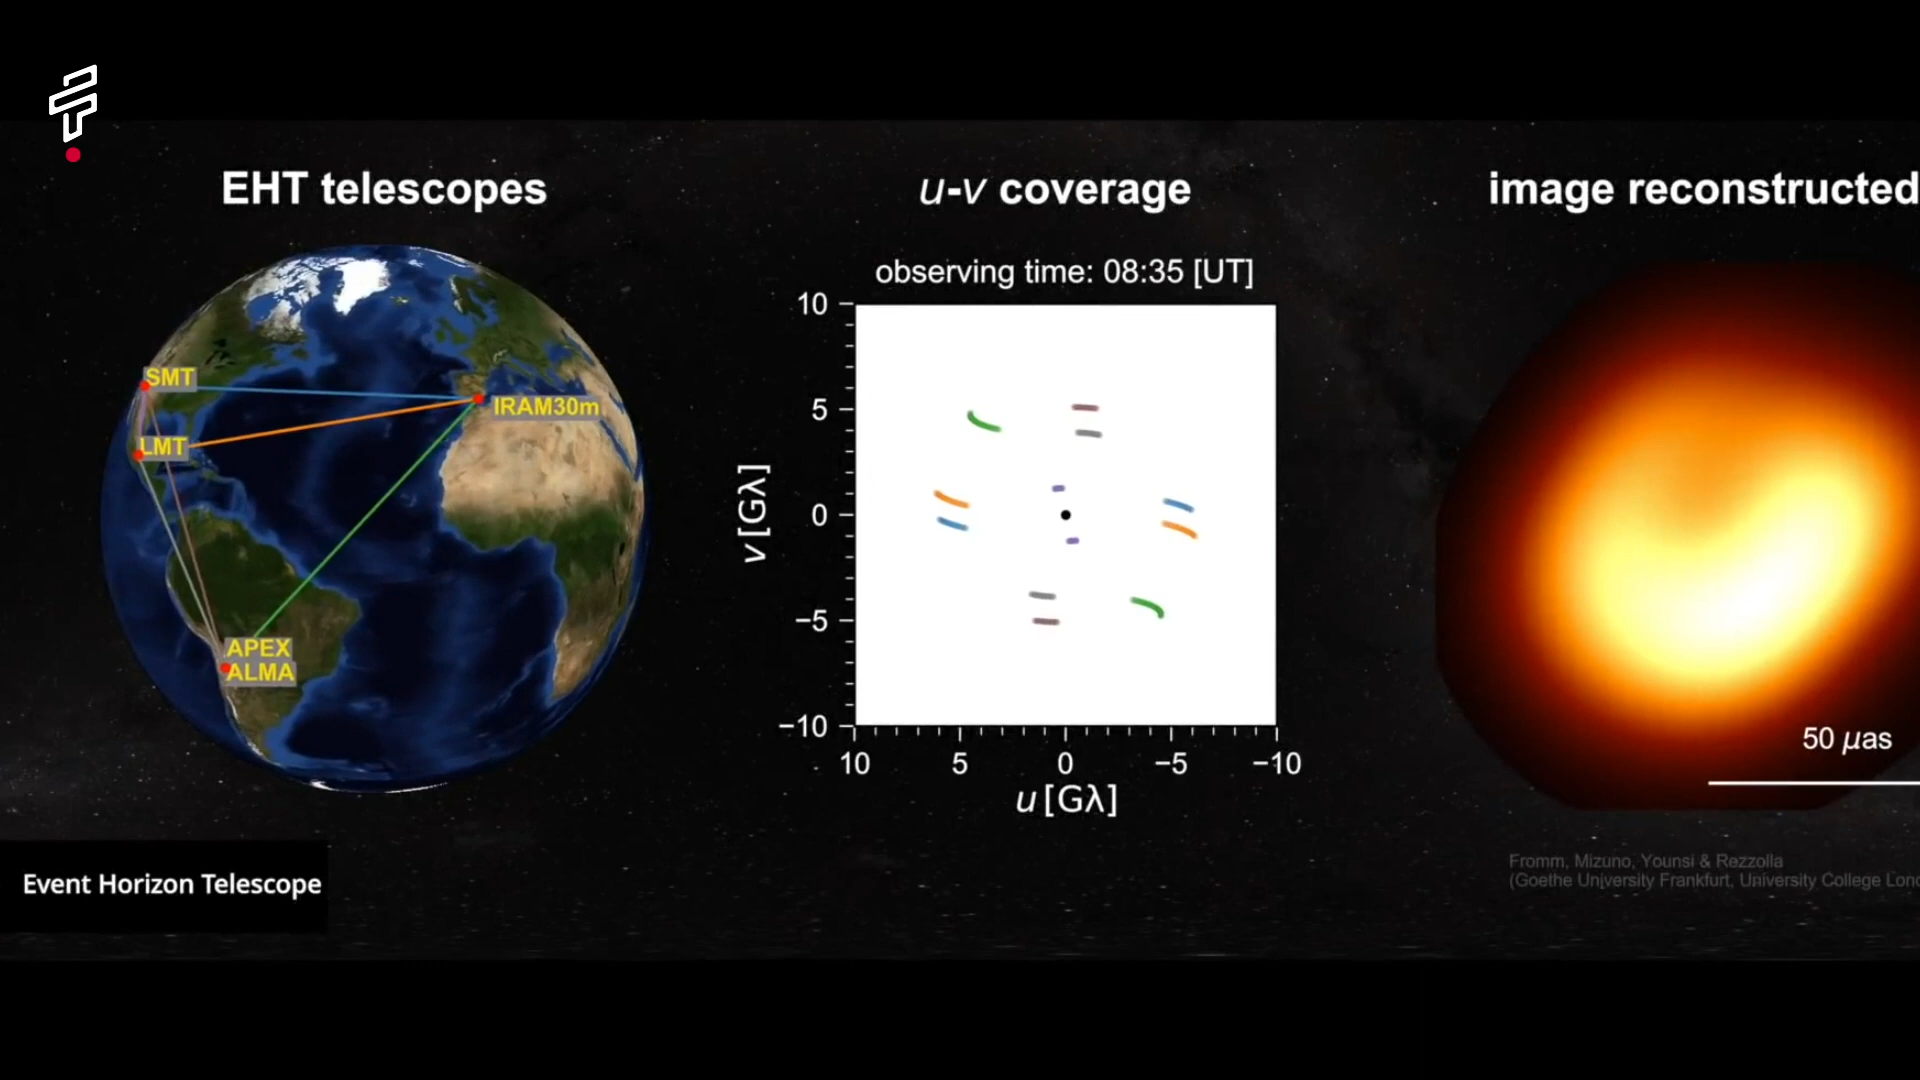 EHT telescopes
SMT
IRAM30m
LMT
APEX
ALMA
u-v coverage
observing time: 08:35 [UT]
10
5
0
−5
−10
v [Gλ]
10 5 0 −5 −10
u [Gλ]
image reconstructed
50 μas
Fromm, Mizuno, Younsi & Rezzolla
(Goethe University Frankfurt, University College Lond
Event Horizon Telescope